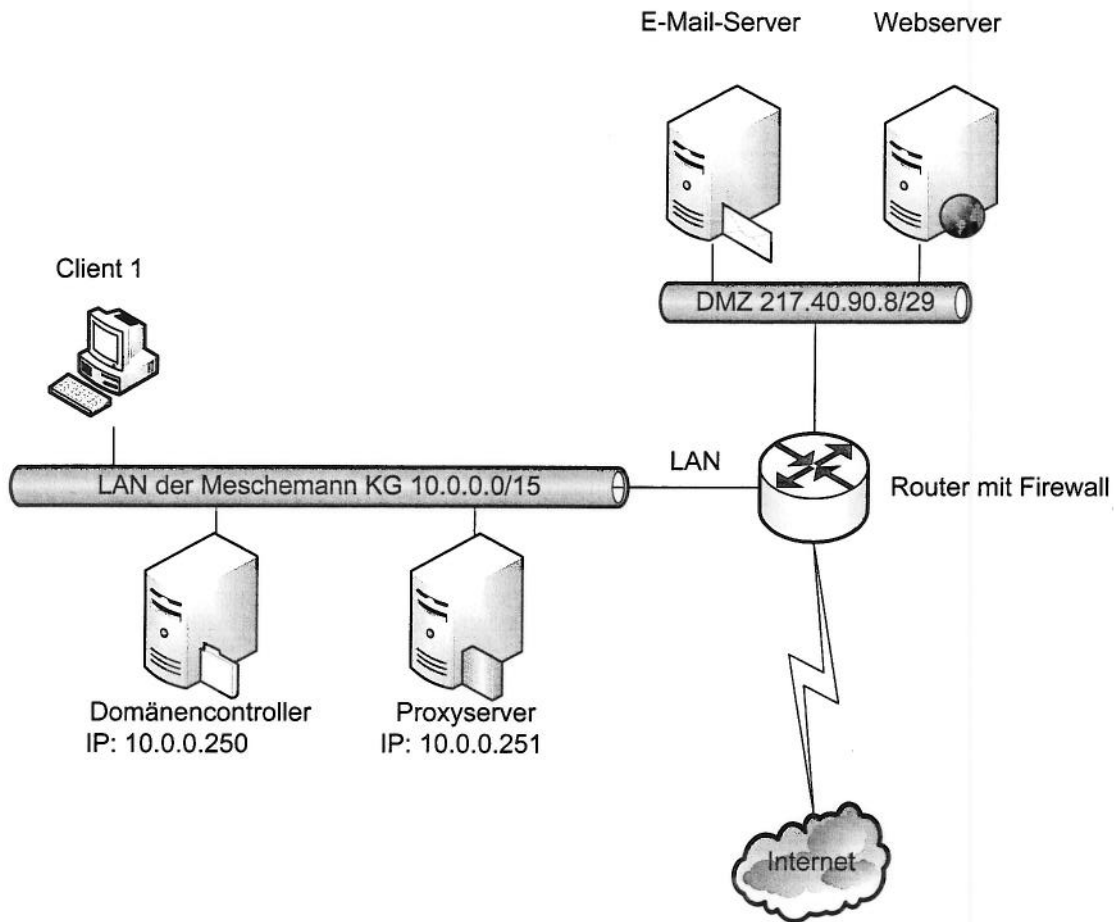 E-Mail-Server
Webserver
Client 1
DMZ 217.40.90.8/29
LAN der Meschemann KG 10.0.0.0/15
LAN
Router mit Firewall
Domänencontroller
IP: 10.0.0.250
Proxyserver
IP: 10.0.0.251
Internet